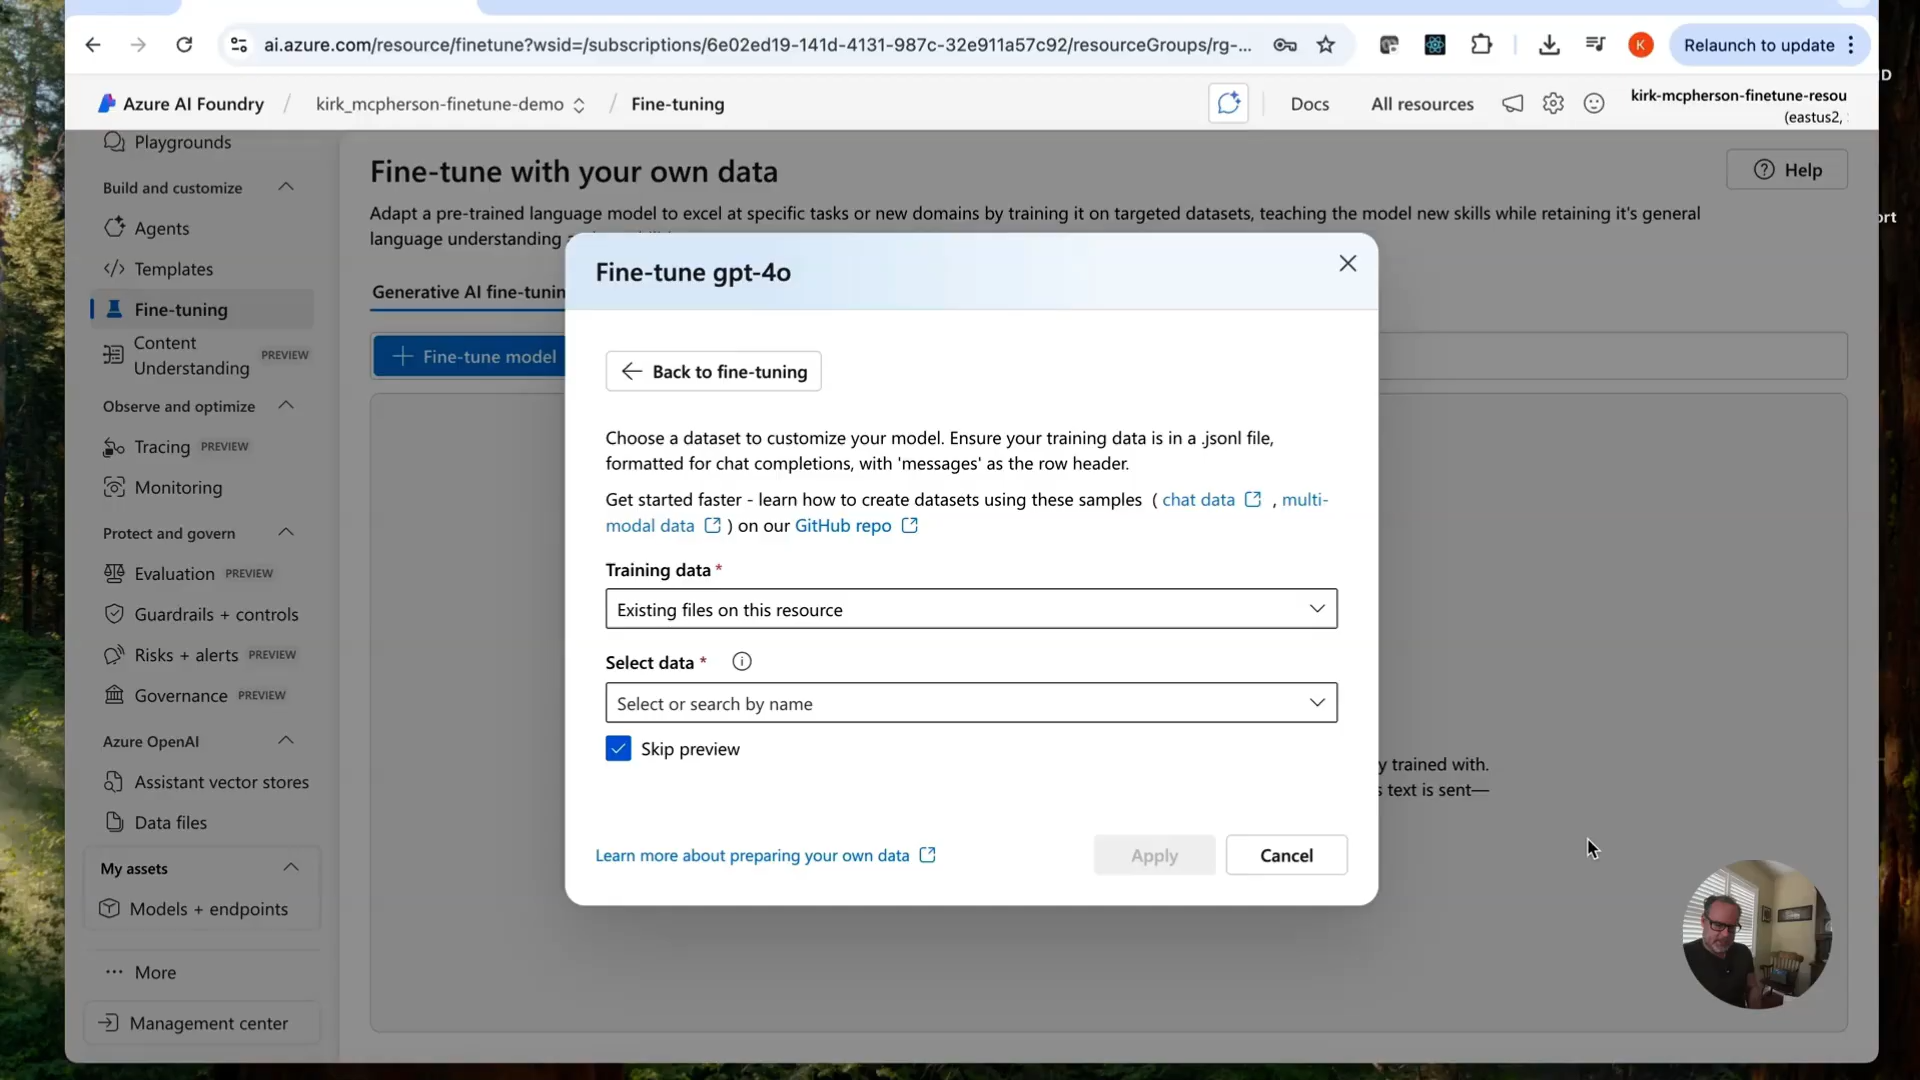 ai.azure.com/resource/finetune?wsid=/subscriptions/6e02ed19-141d-4131-987c-32e911a57c92/resourceGroups/rg-...
K
Relaunch to update
Azure AI Foundry / kirk_mcpherson-finetune-demo / Fine-tuning
Docs
All resources
kirk-mcpherson-finetune-resou
(eastus2,
Playgrounds
Build and customize
Agents
Templates
Fine-tuning
Content
Understanding PREVIEW
Observe and optimize
Tracing PREVIEW
Monitoring
Protect and govern
Evaluation PREVIEW
Guardrails + controls
Risks + alerts PREVIEW
Governance PREVIEW
Azure OpenAI
Assistant vector stores
Data files
My assets
Models + endpoints
More
Management center
Fine-tune with your own data
Help
Adapt a pre-trained language model to excel at specific tasks or new domains by training it on targeted datasets, teaching the model new skills while retaining it's general
language understanding
Generative AI fine-tunin
Fine-tune model
Fine-tune gpt-4o
Back to fine-tuning
Choose a dataset to customize your model. Ensure your training data is in a .jsonl file,
formatted for chat completions, with 'messages' as the row header.
Get started faster - learn how to create datasets using these samples ( chat data , multi-
modal data ) on our GitHub repo
Training data *
Existing files on this resource
Select data *
Select or search by name
Skip preview
Learn more about preparing your own data
Apply
Cancel
y trained with.
s text is sent—
D
ort